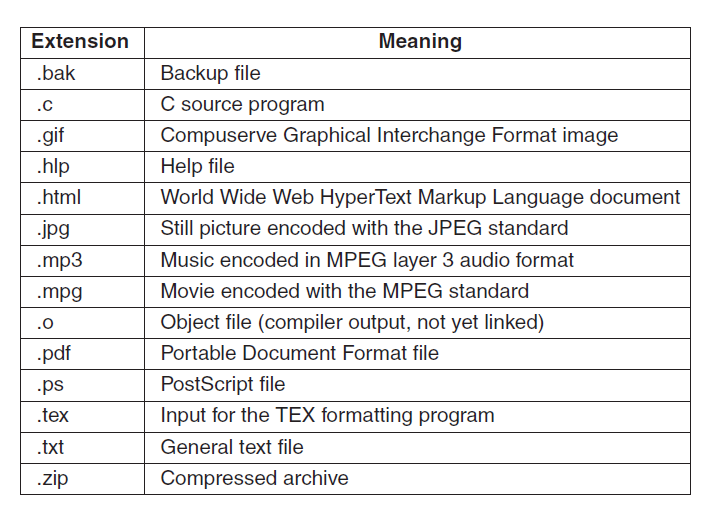 Extension Meaning
.bak Backup file
.c C source program
.gif Compuserve Graphical Interchange Format image
.hlp Help file
.html World Wide Web HyperText Markup Language document
.jpg Still picture encoded with the JPEG standard
.mp3 Music encoded in MPEG layer 3 audio format
.mpg Movie encoded with the MPEG standard
.o Object file (compiler output, not yet linked)
.pdf Portable Document Format file
.ps PostScript file
.tex Input for the TEX formatting program
.txt General text file
.zip Compressed archive